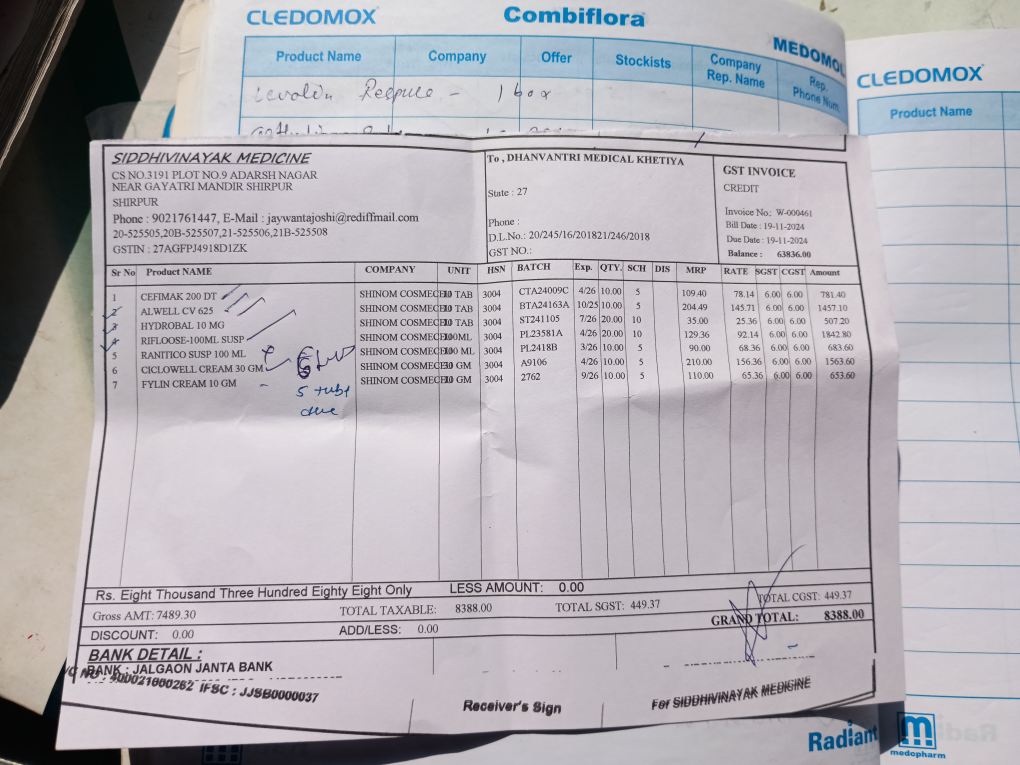 CLEDOMOX
Combiflora
MEDOMOL
Product Name Company Offer Stockists Company Rep. Name Rep. Phone Num.
1 box
CLEDOMOX
Product Name
SIDDHIVINAYAK MEDICINE
CS NO.3191 PLOT NO.9 ADARSH NAGAR
NEAR GAYATRI MANDIR SHIRPUR
SHIRPUR
Phone : 9021761447, E-Mail : jaywantajoshi@rediffmail.com
20-525505,20B-525507,21-525506,21B-525508
GSTIN : 27AGFPJ4918D1ZK
To , DHANVANTRI MEDICAL KHETIYA
State : 27
Phone :
D.L.No.: 20/245/16/201821/246/2018
GST NO.:
GST INVOICE
CREDIT
Invoice No.: W-000461
Bill Date : 19-11-2024
Due Date : 19-11-2024
Balance : 63836.00
Sr No Product NAME COMPANY UNIT HSN BATCH Exp. QTY. SCH DIS MRP RATE SGST CGST Amount
1 CEFIMAK 200 DT SHINOM COSMECH 10 TAB 3004 CTA24009C 4/26 10.00 5 109.40 78.14 6.00 6.00 781.40
2 ALWELL CV 625 SHINOM COSMECH 10 TAB 3004 BTA24163A 10/25 10.00 5 204.49 145.71 6.00 6.00 1457.10
3 HYDROBAL 10 MG SHINOM COSMECH 10 TAB 3004 ST241105 7/26 20.00 10 35.00 25.36 6.00 6.00 507.20
4 RIFLOOSE-100ML SUSP SHINOM COSMECH 100ML 3004 PL23581A 4/26 20.00 10 129.36 92.14 6.00 6.00 1842.80
5 RANITICO SUSP 100 ML SHINOM COSMECH 100 ML 3004 PL2418B 3/26 10.00 5 90.00 68.36 6.00 6.00 683.60
6 CICLOWELL CREAM 30 GM SHINOM COSMECH 30 GM 3004 A9106 4/26 10.00 5 210.00 156.36 6.00 6.00 1563.60
7 FYLIN CREAM 10 GM SHINOM COSMECH 10 GM 3004 2762 9/26 10.00 5 110.00 65.36 6.00 6.00 653.60
5 tube
due
Rs. Eight Thousand Three Hundred Eighty Eight Only LESS AMOUNT: 0.00
Gross AMT: 7489.30 TOTAL TAXABLE: 8388.00 TOTAL SGST: 449.37 TOTAL CGST: 449.37
DISCOUNT: 0.00 ADD/LESS: 0.00 GRAND TOTAL: 8388.00
BANK DETAIL :
BANK : JALGAON JANTA BANK
IFSC : JJSB0000037
Receiver's Sign
For SIDDHIVINAYAK MEDICINE
Radiant
m
medopharm